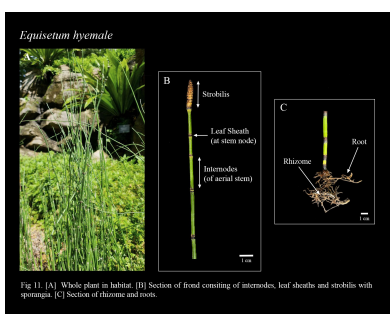 Equisetum hyemale
B
Strobilis
Leaf Sheath
(at stem node)
Internodes
(of aerial stem)
1 cm
C
Root
Rhizome
1 cm
Fig 11. [A] Whole plant in habitat. [B] Section of frond consiting of internodes, leaf sheaths and strobilis with
sporangia. [C] Section of rhizome and roots.